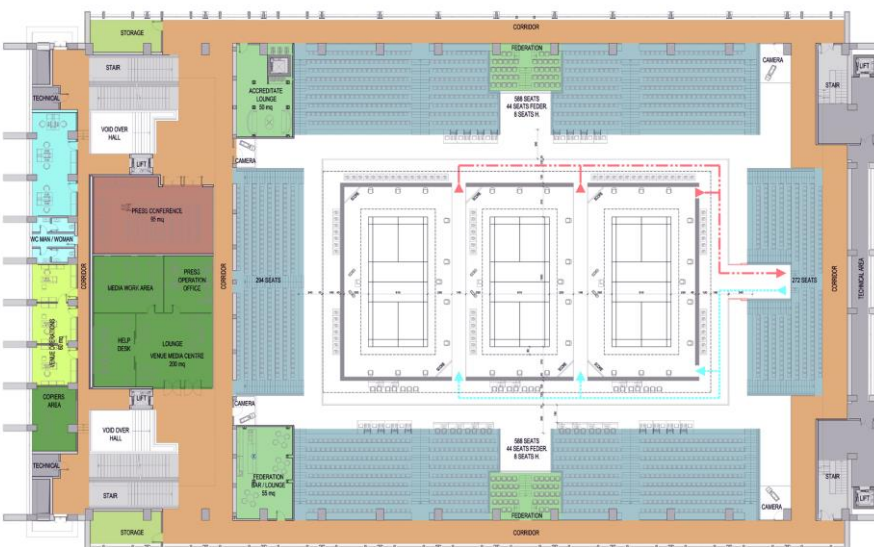 STORAGE
CORRIDOR
STAIR
FEDERATION
CAMERA
LIFT
STAIR
TECHNICAL
ACCREDITATE
LOUNGE
50 mq
588 SEATS
44 SEATS FEDER.
8 SEATS H.
VOID OVER
HALL
CAMERA
LIFT
PRESS CONFERENCE
WC MAN / WOMAN
CORRIDOR
CORRIDOR
294 SEATS
272 SEATS
CORRIDOR
TECHNICAL AREA
MEDIA WORK AREA
PRESS
OPERATION
OFFICE
VENUE OPERATIONS
60 mq
HELP
DESK
LOUNGE
VENUE MEDIA CENTRE
200 mq
COPIERS
AREA
LIFT
CAMERA
VOID OVER
HALL
588 SEATS
44 SEATS FEDER.
8 SEATS H.
TECHNICAL
FEDERATION
BAR / LOUNGE
55 mq
STAIR
STAIR
CAMERA
LIFT
FEDERATION
STORAGE
CORRIDOR